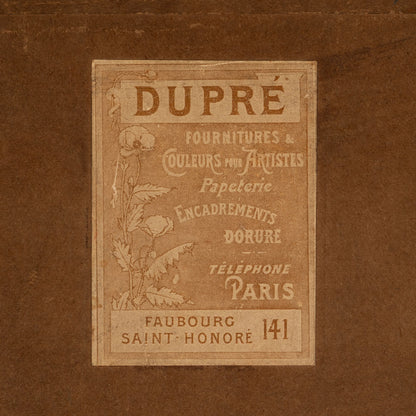 DUPRÉ
FOURNITURES &
COULEURS POUR ARTISTES
Papeterie
ENCADREMENTS
DORURE
TÉLÉPHONE
PARIS
FAUBOURG
SAINT-HONORÉ 141